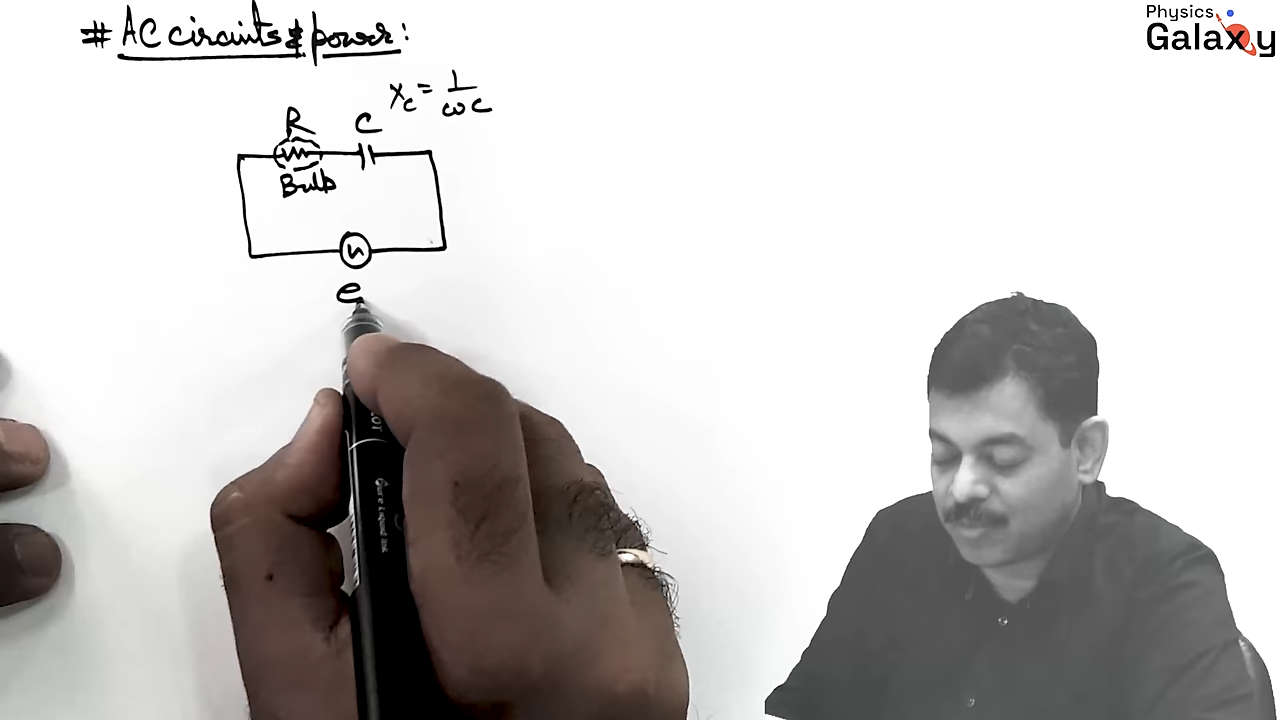 Physics
Galaxy
# AC circuits & power:
X_C = 1/ωC
R
C
Bulb
e